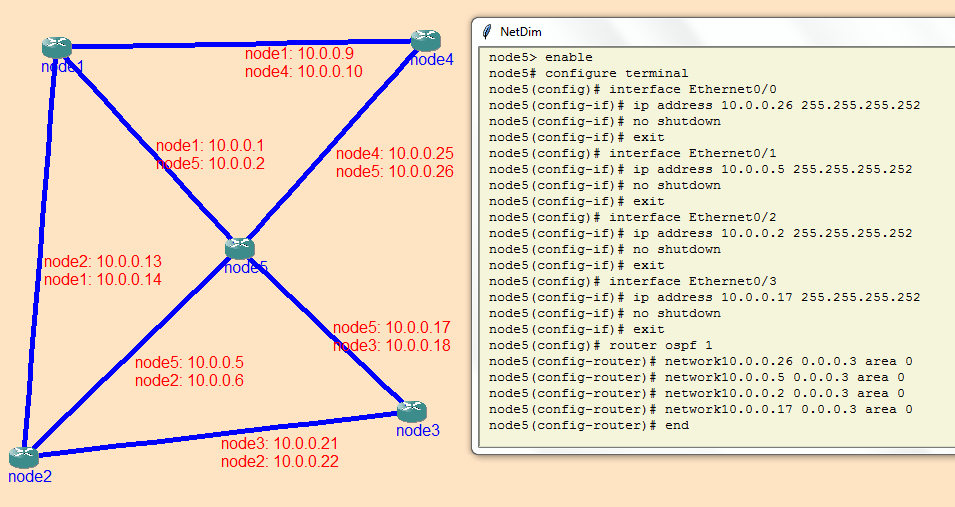 node1
node1: 10.0.0.9
node4: 10.0.0.10
node4
node1: 10.0.0.1
node5: 10.0.0.2
node4: 10.0.0.25
node5: 10.0.0.26
node5
node2: 10.0.0.13
node1: 10.0.0.14
node5: 10.0.0.17
node3: 10.0.0.18
node5: 10.0.0.5
node2: 10.0.0.6
node3
node3: 10.0.0.21
node2: 10.0.0.22
node2
NetDim
node5> enable
node5# configure terminal
node5(config)# interface Ethernet0/0
node5(config-if)# ip address 10.0.0.26 255.255.255.252
node5(config-if)# no shutdown
node5(config-if)# exit
node5(config)# interface Ethernet0/1
node5(config-if)# ip address 10.0.0.5 255.255.255.252
node5(config-if)# no shutdown
node5(config-if)# exit
node5(config)# interface Ethernet0/2
node5(config-if)# ip address 10.0.0.2 255.255.255.252
node5(config-if)# no shutdown
node5(config-if)# exit
node5(config)# interface Ethernet0/3
node5(config-if)# ip address 10.0.0.17 255.255.255.252
node5(config-if)# no shutdown
node5(config-if)# exit
node5(config)# router ospf 1
node5(config-router)# network10.0.0.26 0.0.0.3 area 0
node5(config-router)# network10.0.0.5 0.0.0.3 area 0
node5(config-router)# network10.0.0.2 0.0.0.3 area 0
node5(config-router)# network10.0.0.17 0.0.0.3 area 0
node5(config-router)# end